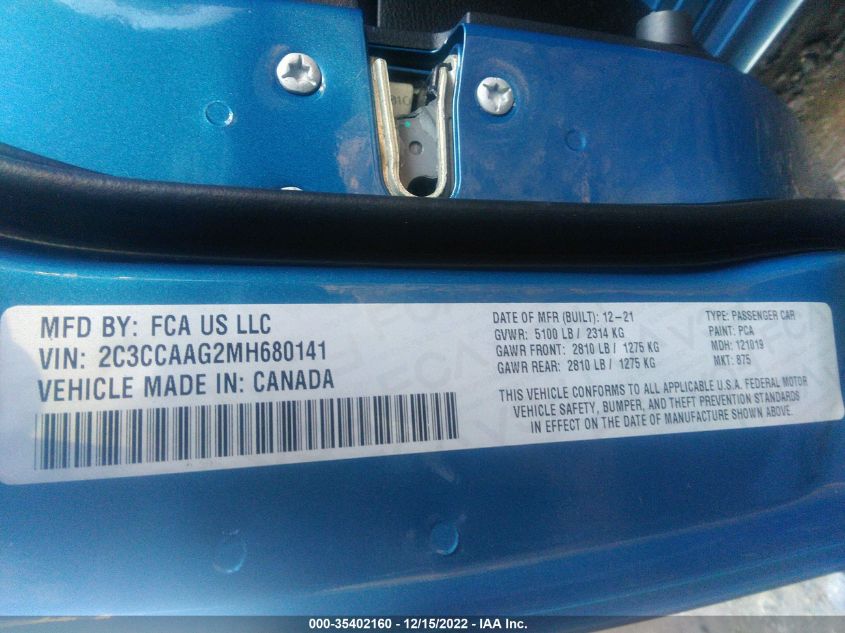 B1C
MFD BY: FCA US LLC
VIN: 2C3CCAAG2MH680141
VEHICLE MADE IN: CANADA
DATE OF MFR (BUILT): 12-21
GVWR: 5100 LB / 2314 KG
GAWR FRONT: 2810 LB / 1275 KG
GAWR REAR: 2810 LB / 1275 KG
TYPE: PASSENGER CAR
PAINT: PCA
MDH: 121019
MKT: 875
THIS VEHICLE CONFORMS TO ALL APPLICABLE U.S.A. FEDERAL MOTOR
VEHICLE SAFETY, BUMPER, AND THEFT PREVENTION STANDARDS
IN EFFECT ON THE DATE OF MANUFACTURE SHOWN ABOVE.
000-35402160 - 12/15/2022 - IAA Inc.